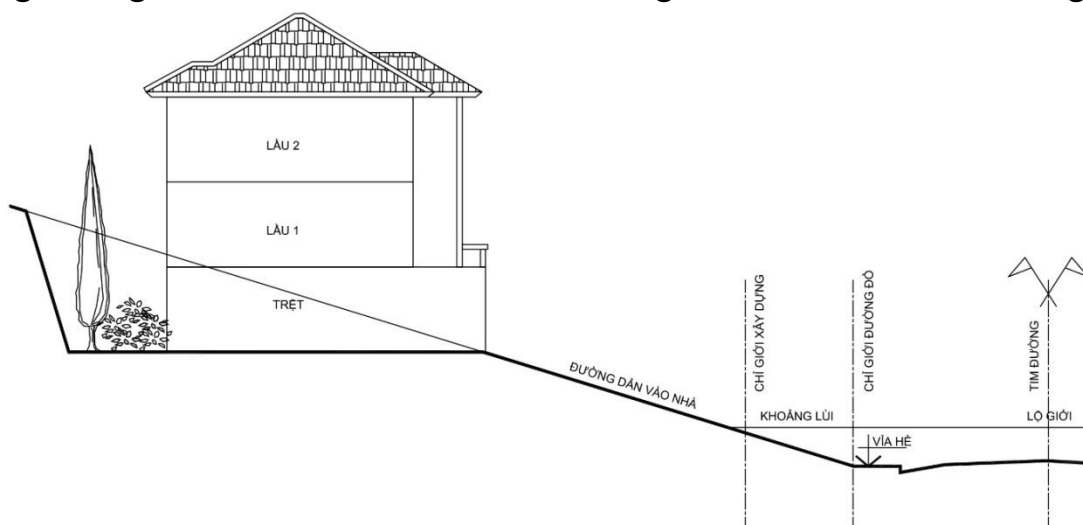 LẦU 2
LẦU 1
TRỆT
ĐƯỜNG DẪN VÀO NHÀ
CHỈ GIỚI XÂY DỰNG
CHỈ GIỚI ĐƯỜNG ĐỎ
TIM ĐƯỜNG
KHOẢNG LÙI
LỘ GIỚI
VỈA HÈ